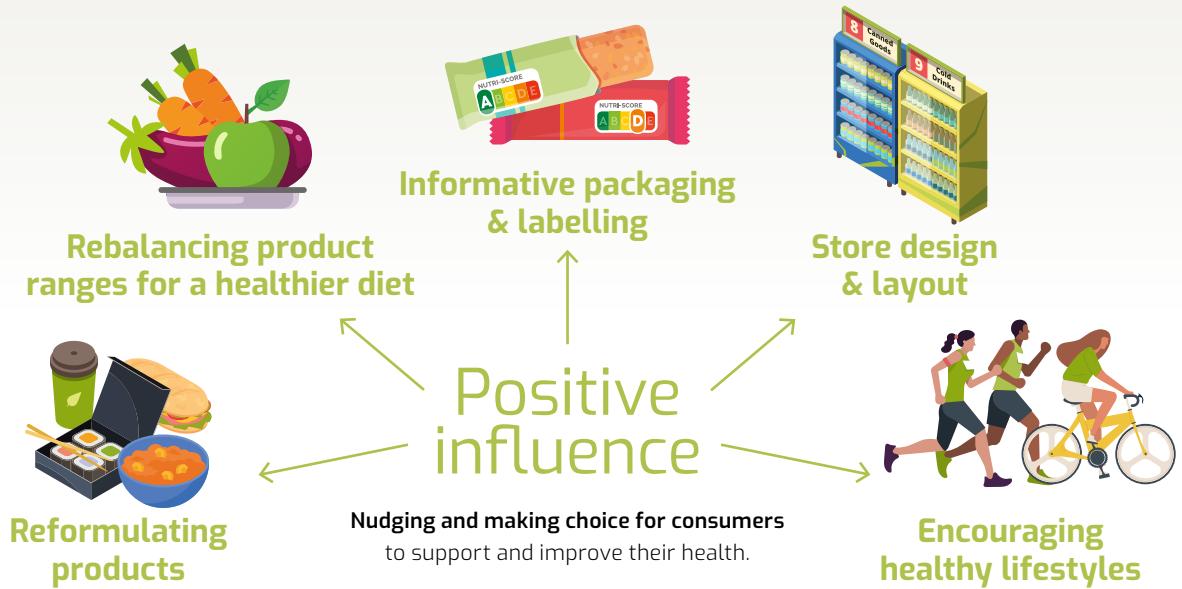 NUTRI-SCORE
A B C D E
NUTRI-SCORE
A B C D E
8
Canned
Goods
9
Cold
Drinks
Informative packaging
& labelling
Rebalancing product
ranges for a healthier diet
Store design
& layout
Positive
influence
Nudging and making choice for consumers
to support and improve their health.
Reformulating
products
Encouraging
healthy lifestyles